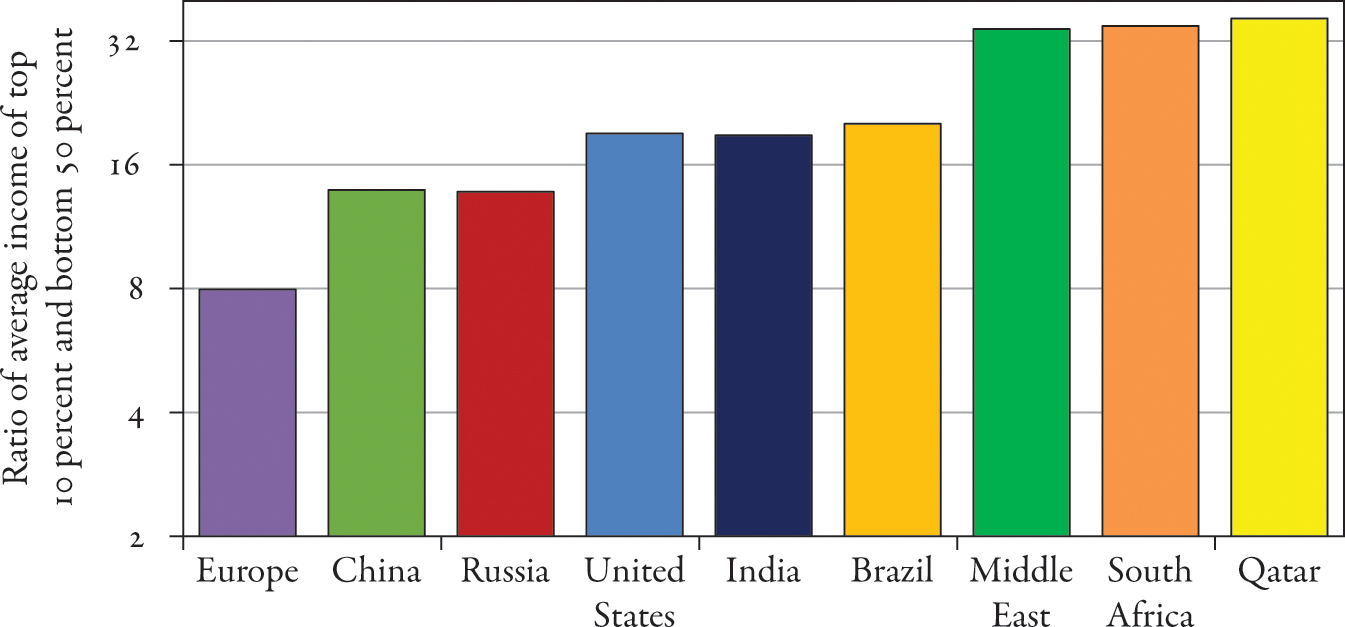 Ratio of average income of top
10 percent and bottom 50 percent
32
16
8
4
2
Europe
China
Russia
United
States
India
Brazil
Middle
East
South
Africa
Qatar